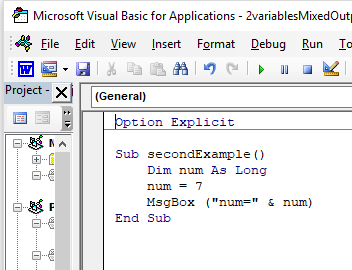 Microsoft Visual Basic for Applications - 2variablesMixedOutp
File Edit View Insert Format Debug Run To
Project -
(General)
Option Explicit
Sub secondExample()
Dim num As Long
num = 7
MsgBox ("num=" & num)
End Sub